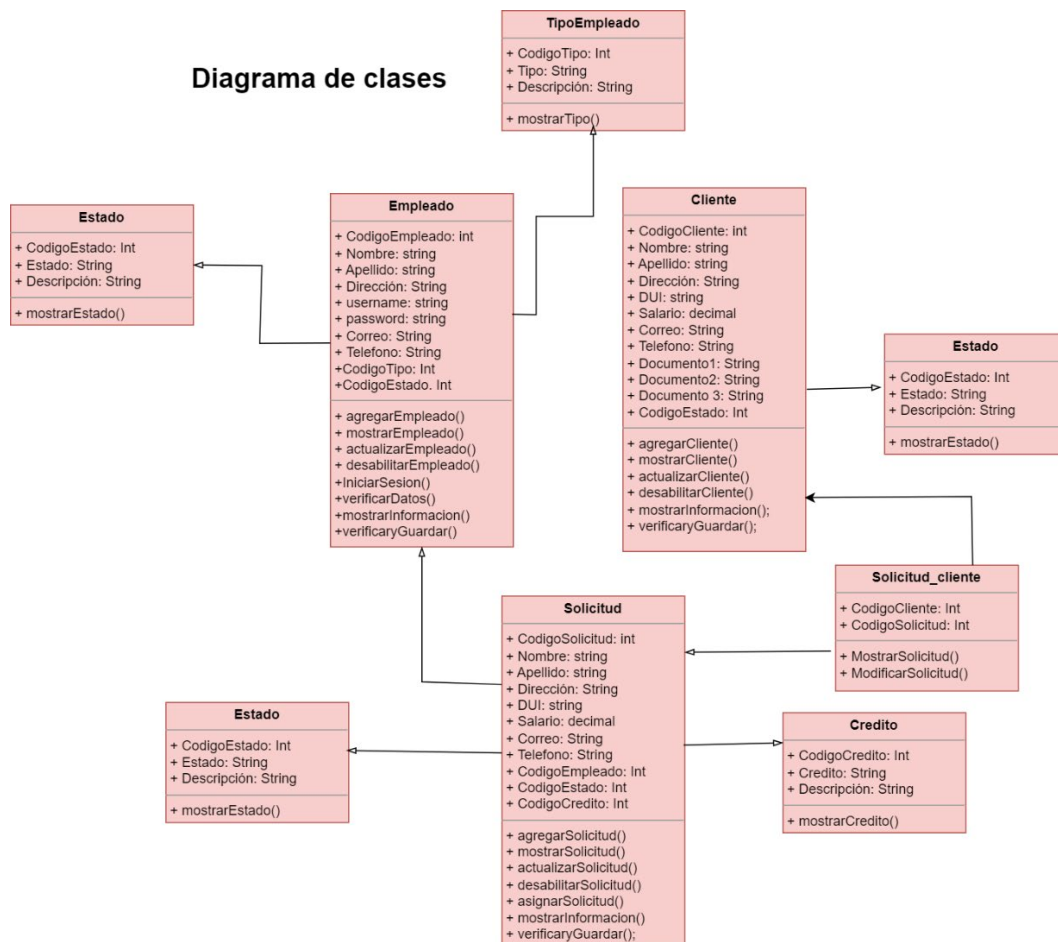 Diagrama de clases
TipoEmpleado
+ CodigoTipo: Int
+ Tipo: String
+ Descripción: String
+ mostrarTipo()
Estado
+ CodigoEstado: Int
+ Estado: String
+ Descripción: String
+ mostrarEstado()
Empleado
+ CodigoEmpleado: int
+ Nombre: string
+ Apellido: string
+ Dirección: String
+ username: string
+ password: string
+ Correo: String
+ Telefono: String
+CodigoTipo: Int
+CodigoEstado. Int
+ agregarEmpleado()
+ mostrarEmpleado()
+ actualizarEmpleado()
+ desabilitarEmpleado()
+IniciarSesion()
+verificarDatos()
+mostrarInformacion()
+verificaryGuardar()
Cliente
+ CodigoCliente: int
+ Nombre: string
+ Apellido: string
+ Dirección: String
+ DUI: string
+ Salario: decimal
+ Correo: String
+ Telefono: String
+ Documento1: String
+ Documento2: String
+ Documento 3: String
+ CodigoEstado: Int
+ agregarCliente()
+ mostrarCliente()
+ actualizarCliente()
+ desabilitarCliente()
+ mostrarInformacion();
+ verificaryGuardar();
Estado
+ CodigoEstado: Int
+ Estado: String
+ Descripción: String
+ mostrarEstado()
Solicitud_cliente
+ CodigoCliente: Int
+ CodigoSolicitud: Int
+ MostrarSolicitud()
+ ModificarSolicitud()
Solicitud
+ CodigoSolicitud: int
+ Nombre: string
+ Apellido: string
+ Dirección: String
+ DUI: string
+ Salario: decimal
+ Correo: String
+ Telefono: String
+ CodigoEmpleado: Int
+ CodigoEstado: Int
+ CodigoCredito: Int
+ agregarSolicitud()
+ mostrarSolicitud()
+ actualizarSolicitud()
+ desabilitarSolicitud()
+ asignarSolicitud()
+ mostrarInformacion()
+ verificaryGuardar();
Estado
+ CodigoEstado: Int
+ Estado: String
+ Descripción: String
+ mostrarEstado()
Credito
+ CodigoCredito: Int
+ Credito: String
+ Descripción: String
+ mostrarCredito()